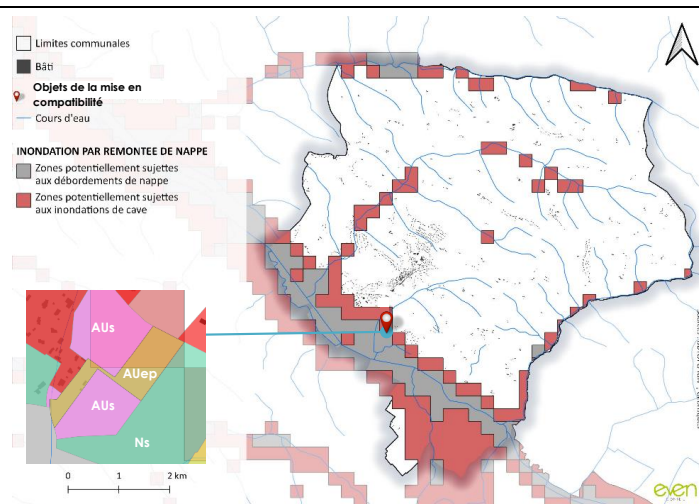 Limites communales
Bâti
Objets de la mise en
compatibilité
Cours d'eau
INONDATION PAR REMONTEE DE NAPPE
Zones potentiellement sujettes
aux débordements de nappe
Zones potentiellement sujettes
aux inondations de cave
AUs
AUep
AUs
Ns
0 1 2 km
even